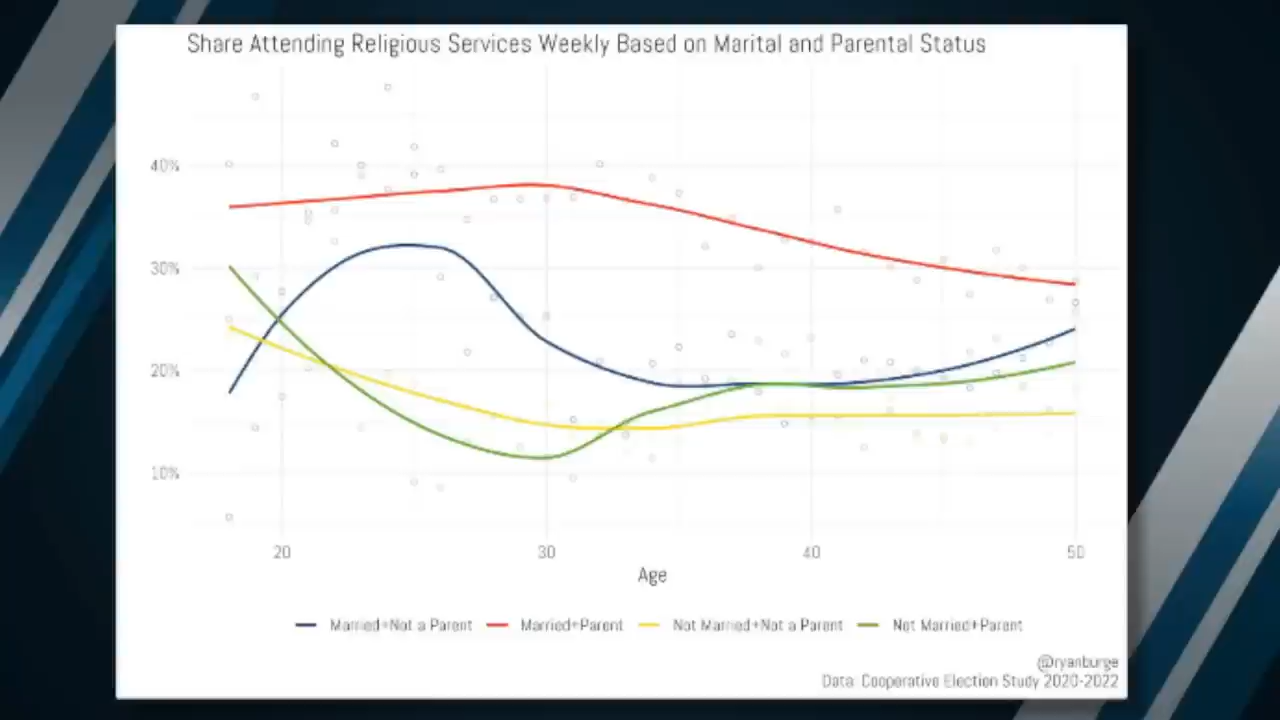 Share Attending Religious Services Weekly Based on Marital and Parental Status
40%
30%
20%
10%
20 30 40 50
Age
Married+Not a Parent Married+Parent Not Married+Not a Parent Not Married+Parent
@ryanburge
Data: Cooperative Election Study 2020-2022